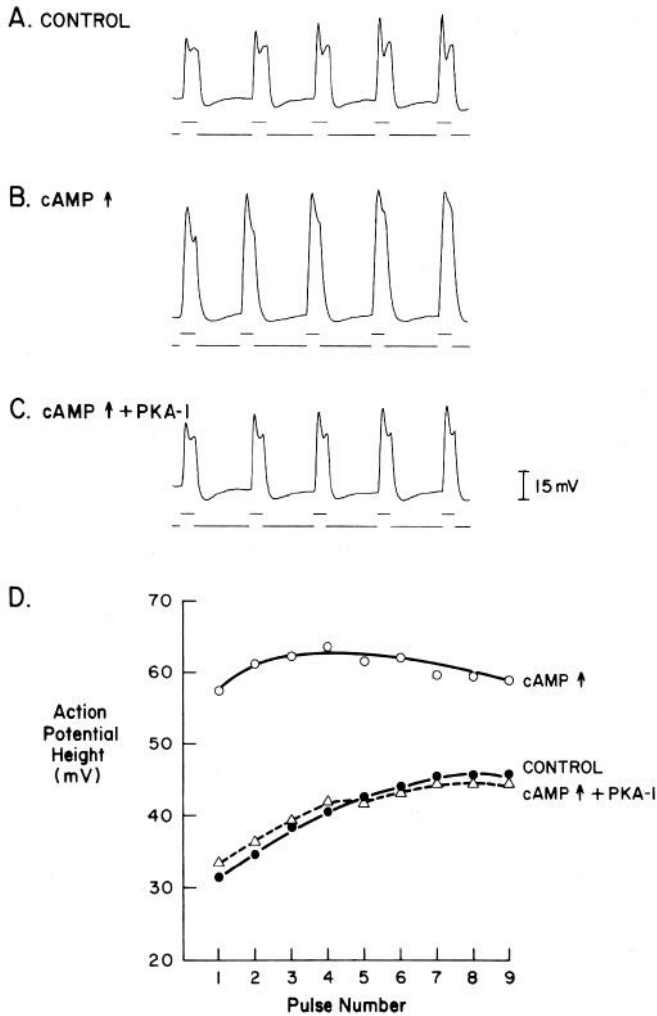 A. CONTROL
B. cAMP ↑
C. cAMP ↑ + PKA-I
15 mV
D.
70
60
50
40
30
20
Action
Potential
Height
(mV)
cAMP ↑
CONTROL
cAMP ↑ + PKA-I
1 2 3 4 5 6 7 8 9
Pulse Number